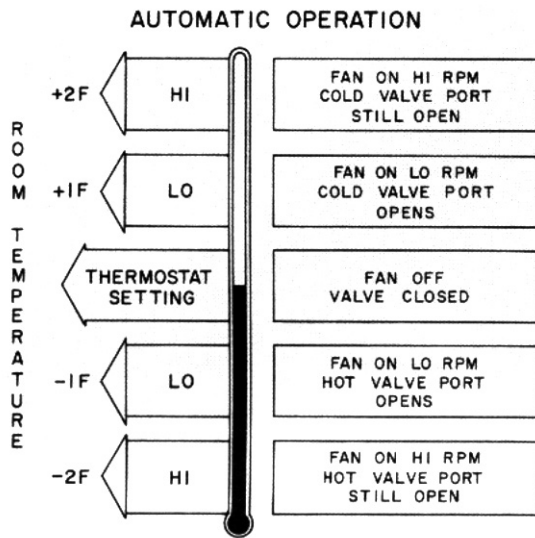 AUTOMATIC OPERATION
ROOM TEMPERATURE
+2F
HI
FAN ON HI RPM
COLD VALVE PORT
STILL OPEN
+1F
LO
FAN ON LO RPM
COLD VALVE PORT
OPENS
THERMOSTAT
SETTING
FAN OFF
VALVE CLOSED
-1F
LO
FAN ON LO RPM
HOT VALVE PORT
OPENS
-2F
HI
FAN ON HI RPM
HOT VALVE PORT
STILL OPEN